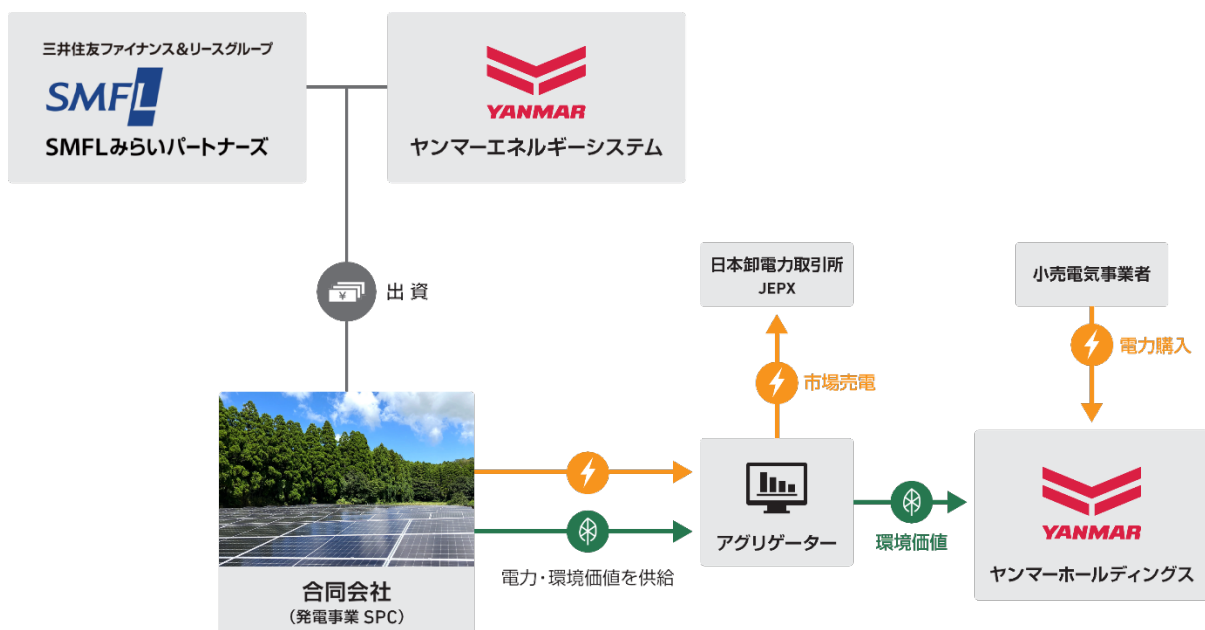 三井住友ファイナンス&リースグループ
SMFL
SMFLみらいパートナーズ
YANMAR
ヤンマーエネルギーシステム
¥
出資
日本卸電力取引所
JEPX
小売電気事業者
市場売電
電力購入
アグリゲーター
環境価値
YANMAR
ヤンマーホールディングス
電力・環境価値を供給
合同会社
(発電事業 SPC)